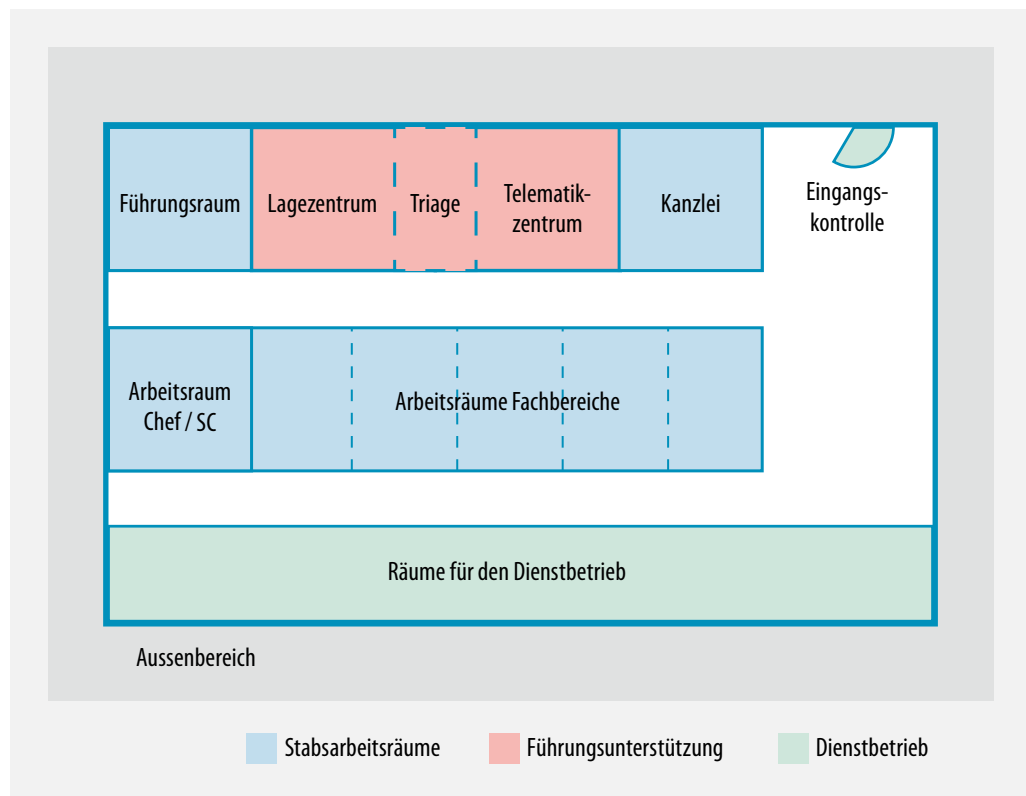 Führungsraum
Lagezentrum
Triage
Telematik-
zentrum
Kanzlei
Eingangs-
kontrolle
Arbeitsraum
Chef / SC
Arbeitsräume Fachbereiche
Räume für den Dienstbetrieb
Aussenbereich
Stabsarbeitsräume
Führungsunterstützung
Dienstbetrieb